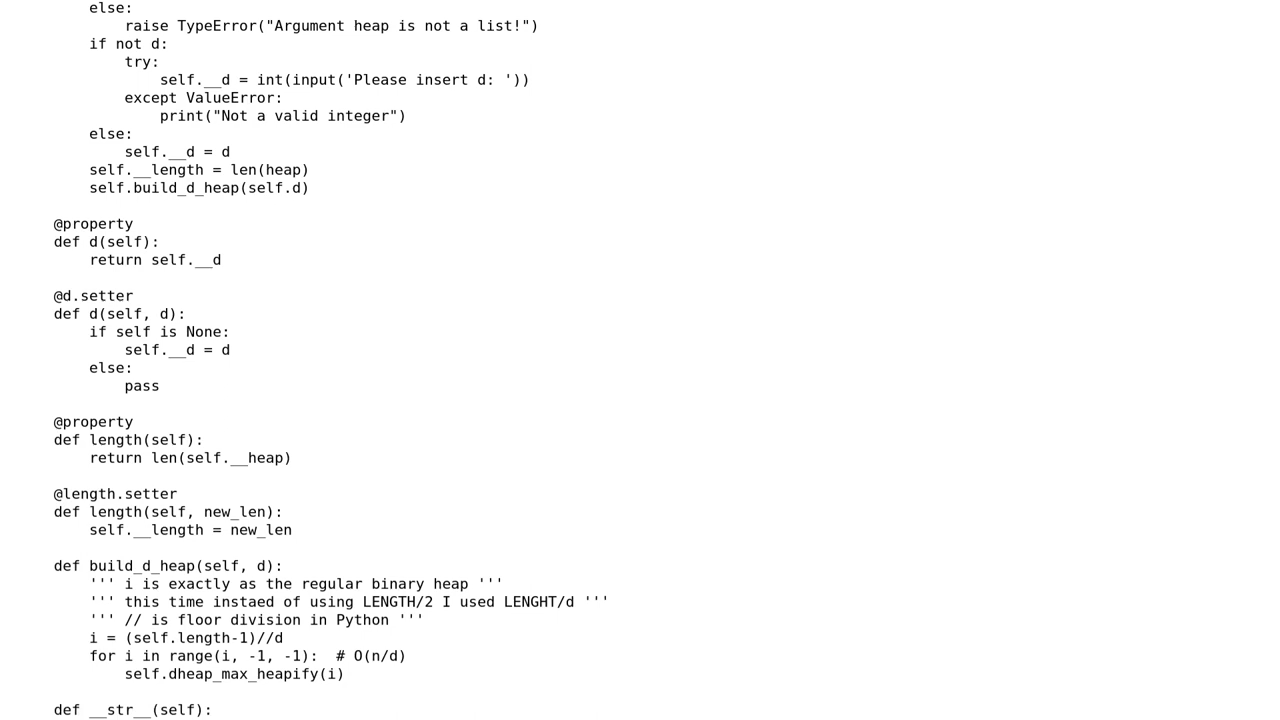 else:
raise TypeError("Argument heap is not a list!")
if not d:
try:
self.__d = int(input('Please insert d: '))
except ValueError:
print("Not a valid integer")
else:
self.__d = d
self.__length = len(heap)
self.build_d_heap(self.d)
@property
def d(self):
return self.__d
@d.setter
def d(self, d):
if self is None:
self.__d = d
else:
pass
@property
def length(self):
return len(self.__heap)
@length.setter
def length(self, new_len):
self.__length = new_len
def build_d_heap(self, d):
''' i is exactly as the regular binary heap '''
''' this time instaed of using LENGTH/2 I used LENGHT/d '''
''' // is floor division in Python '''
i = (self.length-1)//d
for i in range(i, -1, -1):  # O(n/d)
self.dheap_max_heapify(i)
def __str__(self):